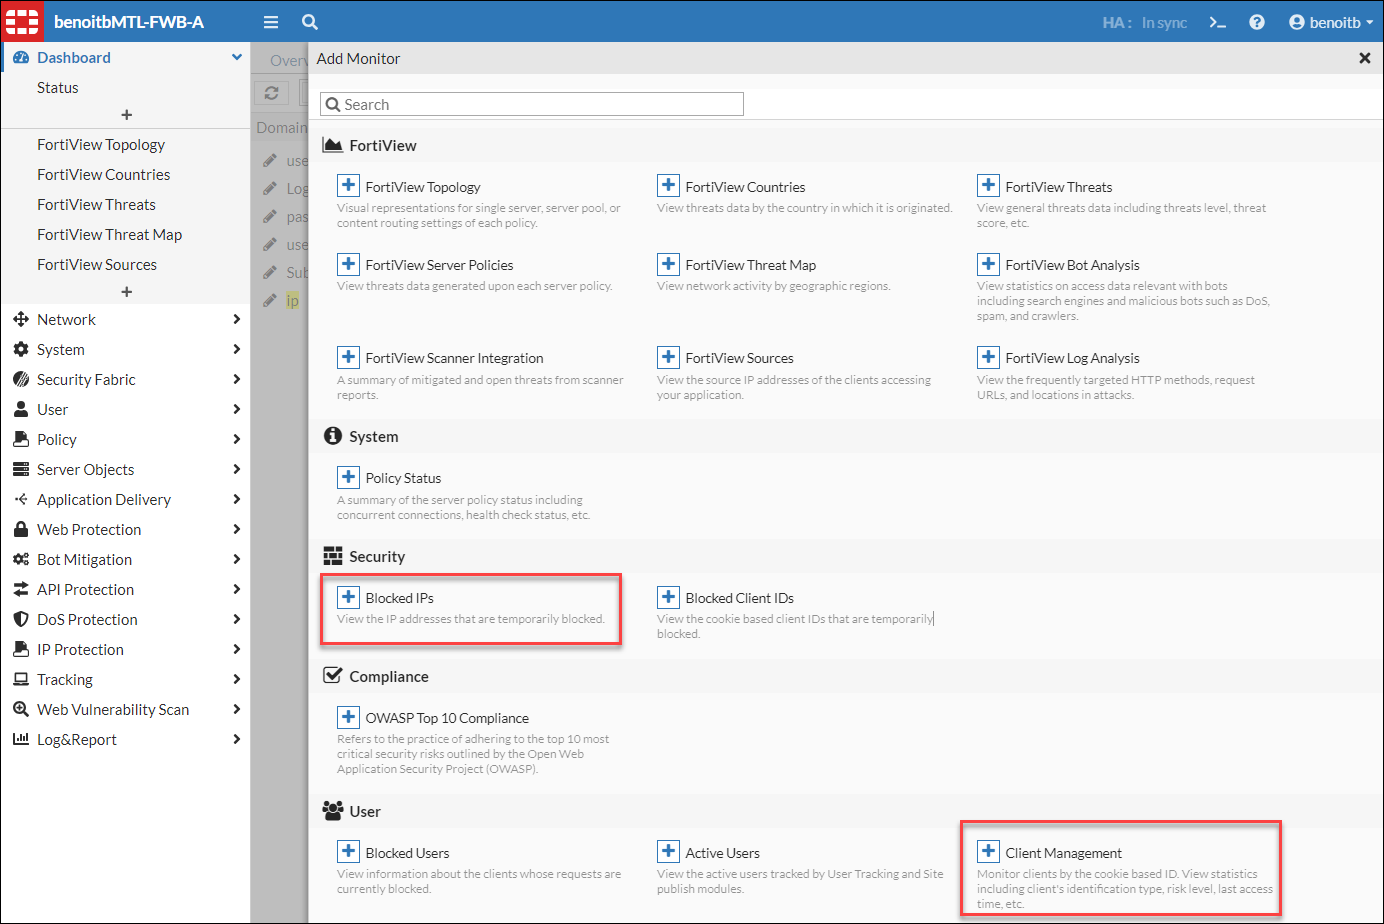 benoitbMTL-FWB-A
HA : In sync
benoitb
Dashboard
Status
FortiView Topology
FortiView Countries
FortiView Threats
FortiView Threat Map
FortiView Sources
Network
System
Security Fabric
User
Policy
Server Objects
Application Delivery
Web Protection
Bot Mitigation
API Protection
DoS Protection
IP Protection
Tracking
Web Vulnerability Scan
Log&Report
Overv
Domain
use
Log
pas
use
Sub
ip
Add Monitor
Search
FortiView
FortiView Topology
Visual representations for single server, server pool, or
content routing settings of each policy.
FortiView Countries
View threats data by the country in which it is originated.
FortiView Threats
View general threats data including threats level, threat
score, etc.
FortiView Server Policies
View threats data generated upon each server policy.
FortiView Threat Map
View network activity by geographic regions.
FortiView Bot Analysis
View statistics on access data relevant with bots
including search engines and malicious bots such as DoS,
spam, and crawlers.
FortiView Scanner Integration
A summary of mitigated and open threats from scanner
reports.
FortiView Sources
View the source IP addresses of the clients accessing
your application.
FortiView Log Analysis
View the frequently targeted HTTP methods, request
URLs, and locations in attacks.
System
Policy Status
A summary of the server policy status including
concurrent connections, health check status, etc.
Security
Blocked IPs
View the IP addresses that are temporarily blocked.
Blocked Client IDs
View the cookie based client IDs that are temporarily
blocked.
Compliance
OWASP Top 10 Compliance
Refers to the practice of adhering to the top 10 most
critical security risks outlined by the Open Web
Application Security Project (OWASP).
User
Blocked Users
View information about the clients whose requests are
currently blocked.
Active Users
View the active users tracked by User Tracking and Site
publish modules.
Client Management
Monitor clients by the cookie based ID. View statistics
including client's identification type, risk level, last access
time, etc.